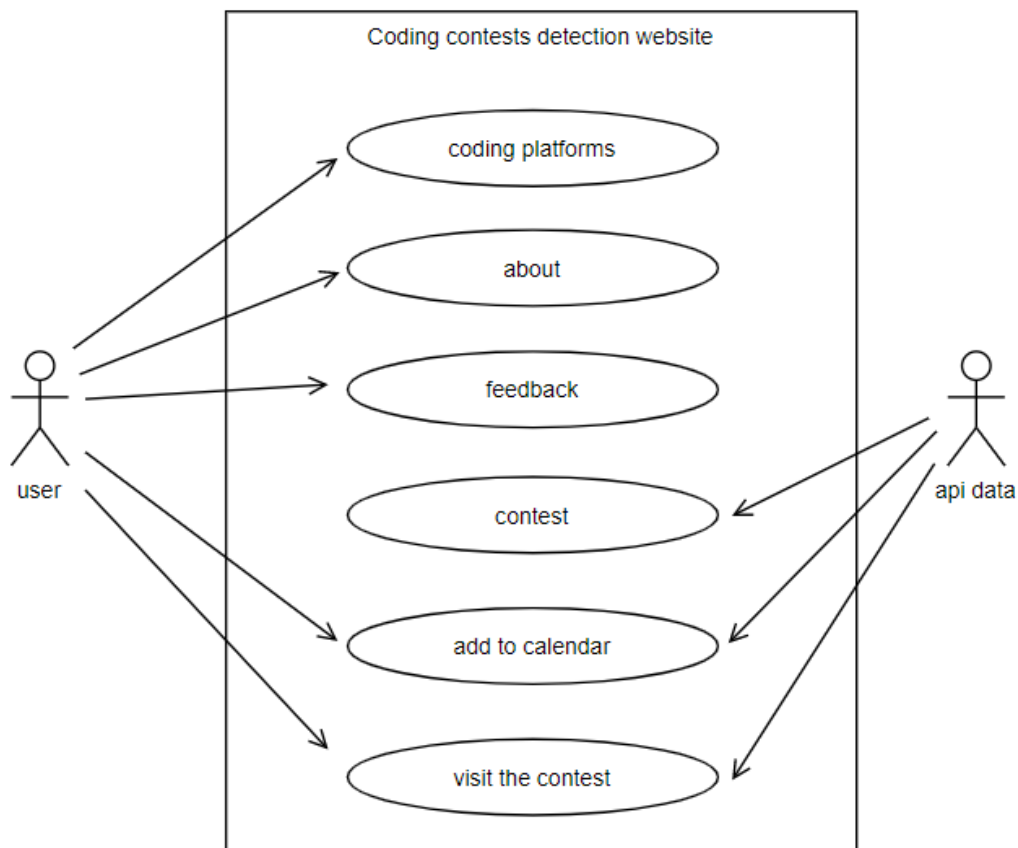 Coding contests detection website
coding platforms
about
feedback
user
api data
contest
add to calendar
visit the contest